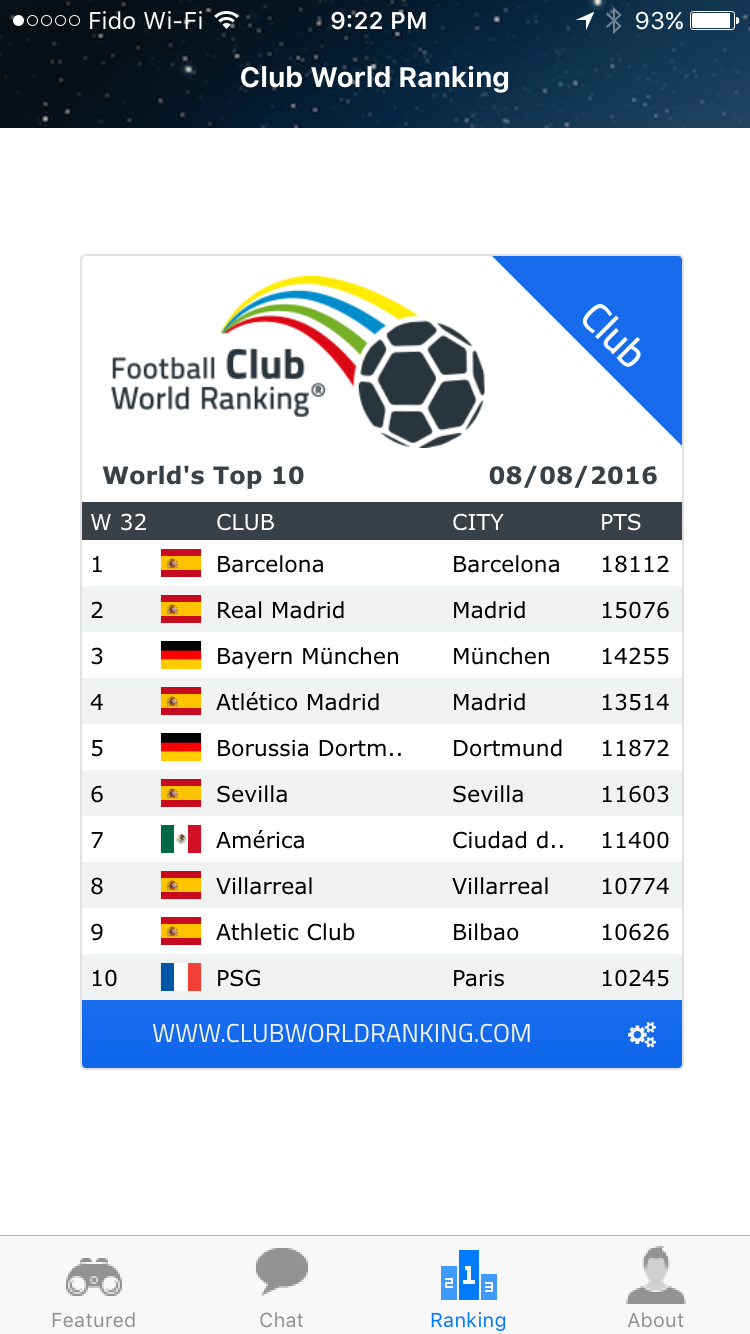 Fido Wi-Fi 9:22 PM 93%
Club World Ranking
Club
Football Club
World Ranking®
World's Top 10 08/08/2016
W 32 CLUB CITY PTS
1 Barcelona Barcelona 18112
2 Real Madrid Madrid 15076
3 Bayern München München 14255
4 Atlético Madrid Madrid 13514
5 Borussia Dortm.. Dortmund 11872
6 Sevilla Sevilla 11603
7 América Ciudad d.. 11400
8 Villarreal Villarreal 10774
9 Athletic Club Bilbao 10626
10 PSG Paris 10245
WWW.CLUBWORLDRANKING.COM
2 1 3
Featured Chat Ranking About